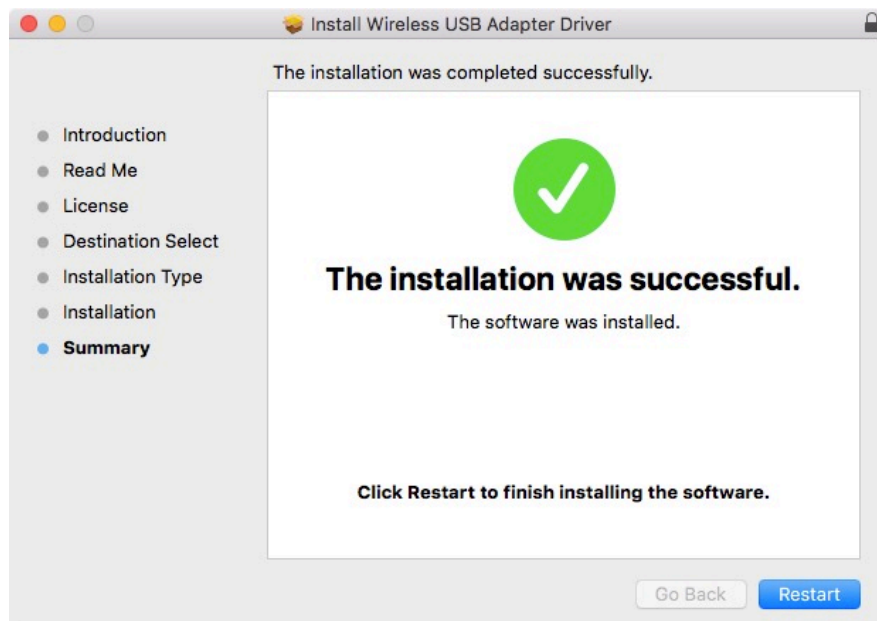 Install Wireless USB Adapter Driver
The installation was completed successfully.
Introduction
Read Me
License
Destination Select
Installation Type
Installation
Summary
The installation was successful.
The software was installed.
Click Restart to finish installing the software.
Go Back
Restart